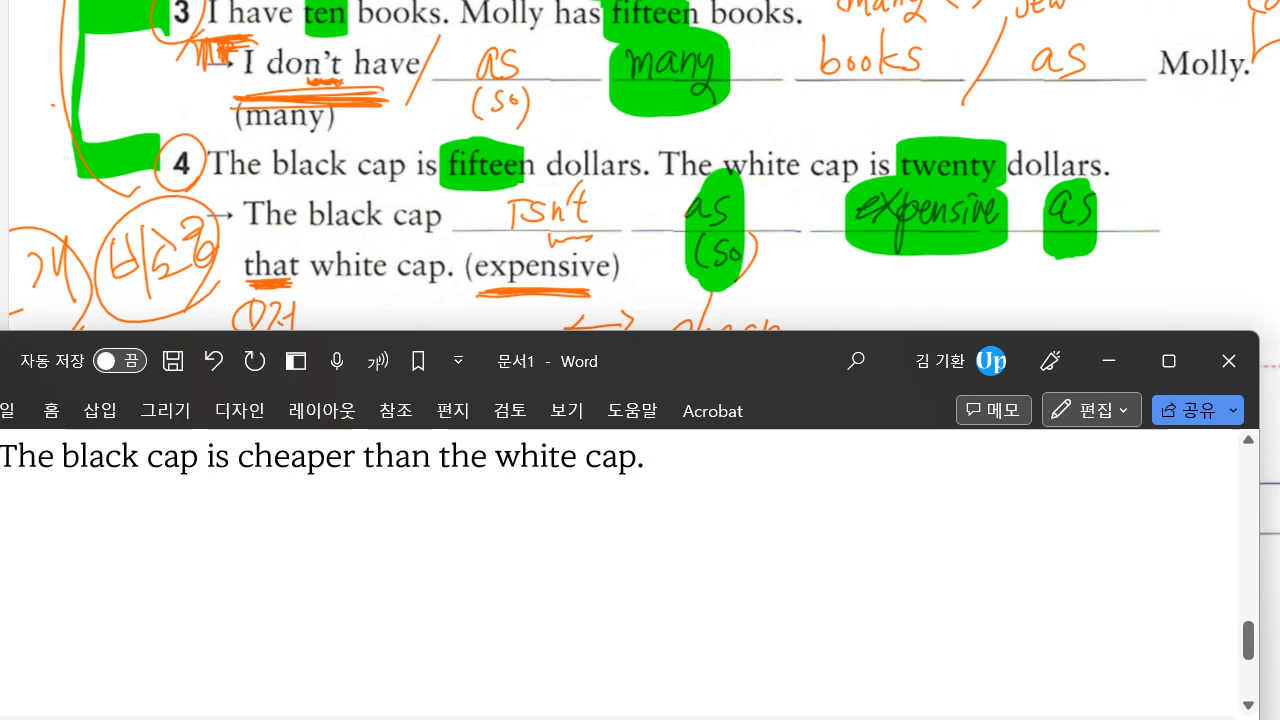 3 I have ten books. Molly has fifteen books.
→ I don't have as many books as Molly.
(so)
(many)
4 The black cap is fifteen dollars. The white cap is twenty dollars.
→ The black cap isn't as expensive as
(so)
that white cap. (expensive)
비교급
자동 저장 끔 문서1 - Word 김 기환 Up
일 홈 삽입 그리기 디자인 레이아웃 참조 편지 검토 보기 도움말 Acrobat 메모 편집 공유
The black cap is cheaper than the white cap.